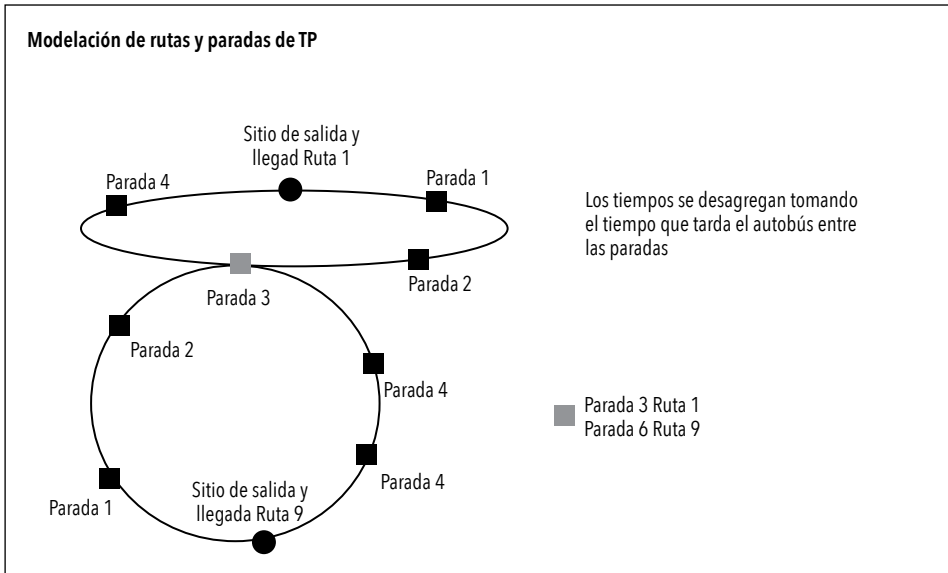 Modelación de rutas y paradas de TP
Sitio de salida y
llegad Ruta 1
Parada 4
Parada 1
Los tiempos se desagregan tomando
el tiempo que tarda el autobús entre
las paradas
Parada 2
Parada 3
Parada 2
Parada 4
Parada 3 Ruta 1
Parada 6 Ruta 9
Parada 4
Parada 1
Sitio de salida y
llegada Ruta 9